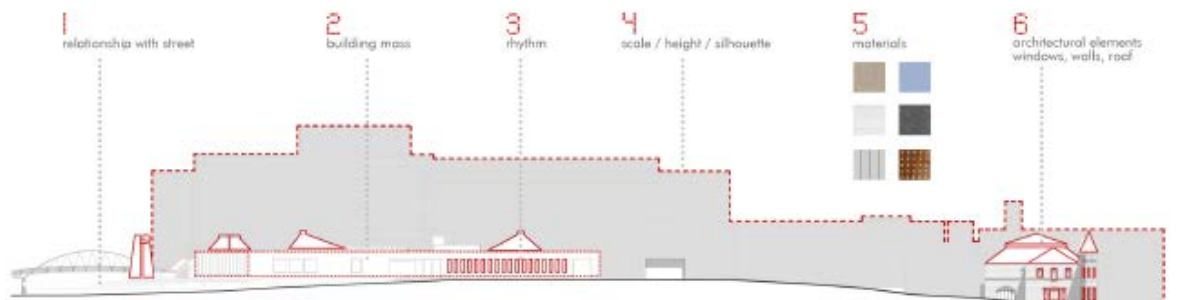 1
relationship with street
2
building mass
3
rhythm
4
scale / height / silhouette
5
materials
6
architectural elements
windows, walls, roof